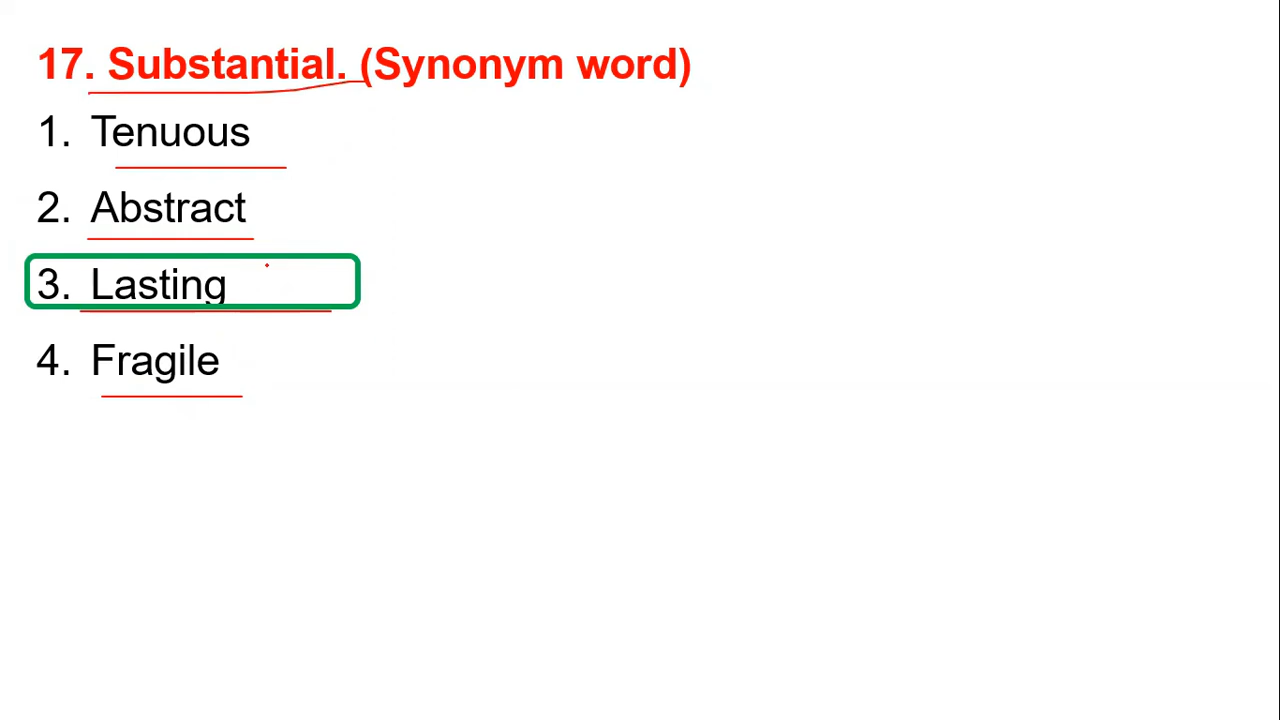 17. Substantial. (Synonym word)
1. Tenuous
2. Abstract
3. Lasting
4. Fragile